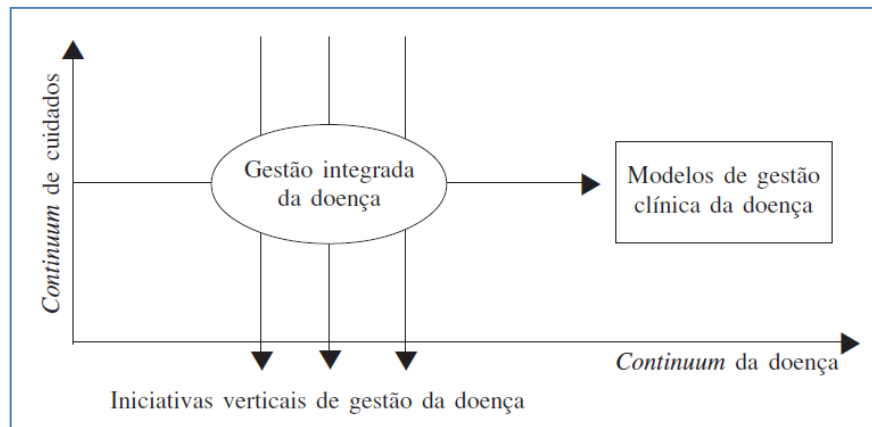 Continuum de cuidados
Gestão integrada
da doença
Modelos de gestão
clínica da doença
Continuum da doença
Iniciativas verticais de gestão da doença